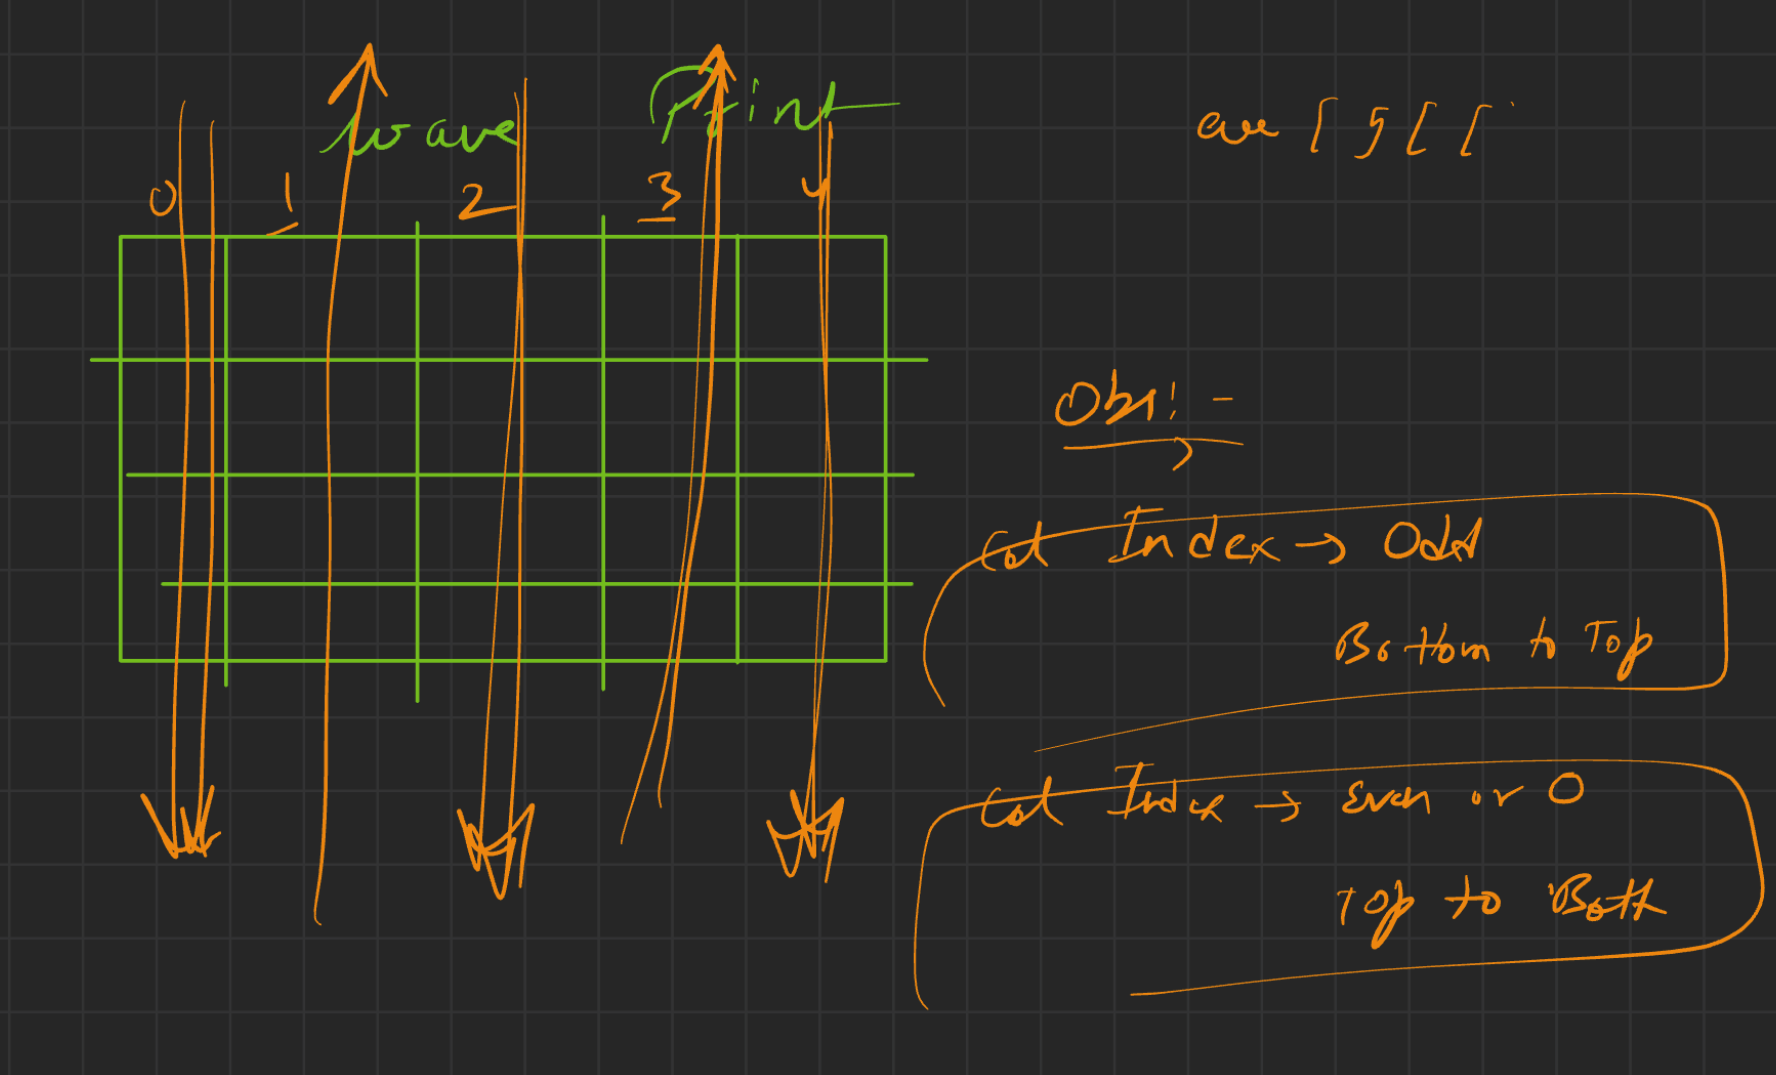 Wave Print
arr [ ] [ [
0 1 2 3 4
Obs: -
Col Index → Odd
Bottom to Top
Col Index → Even or 0
Top to Bott